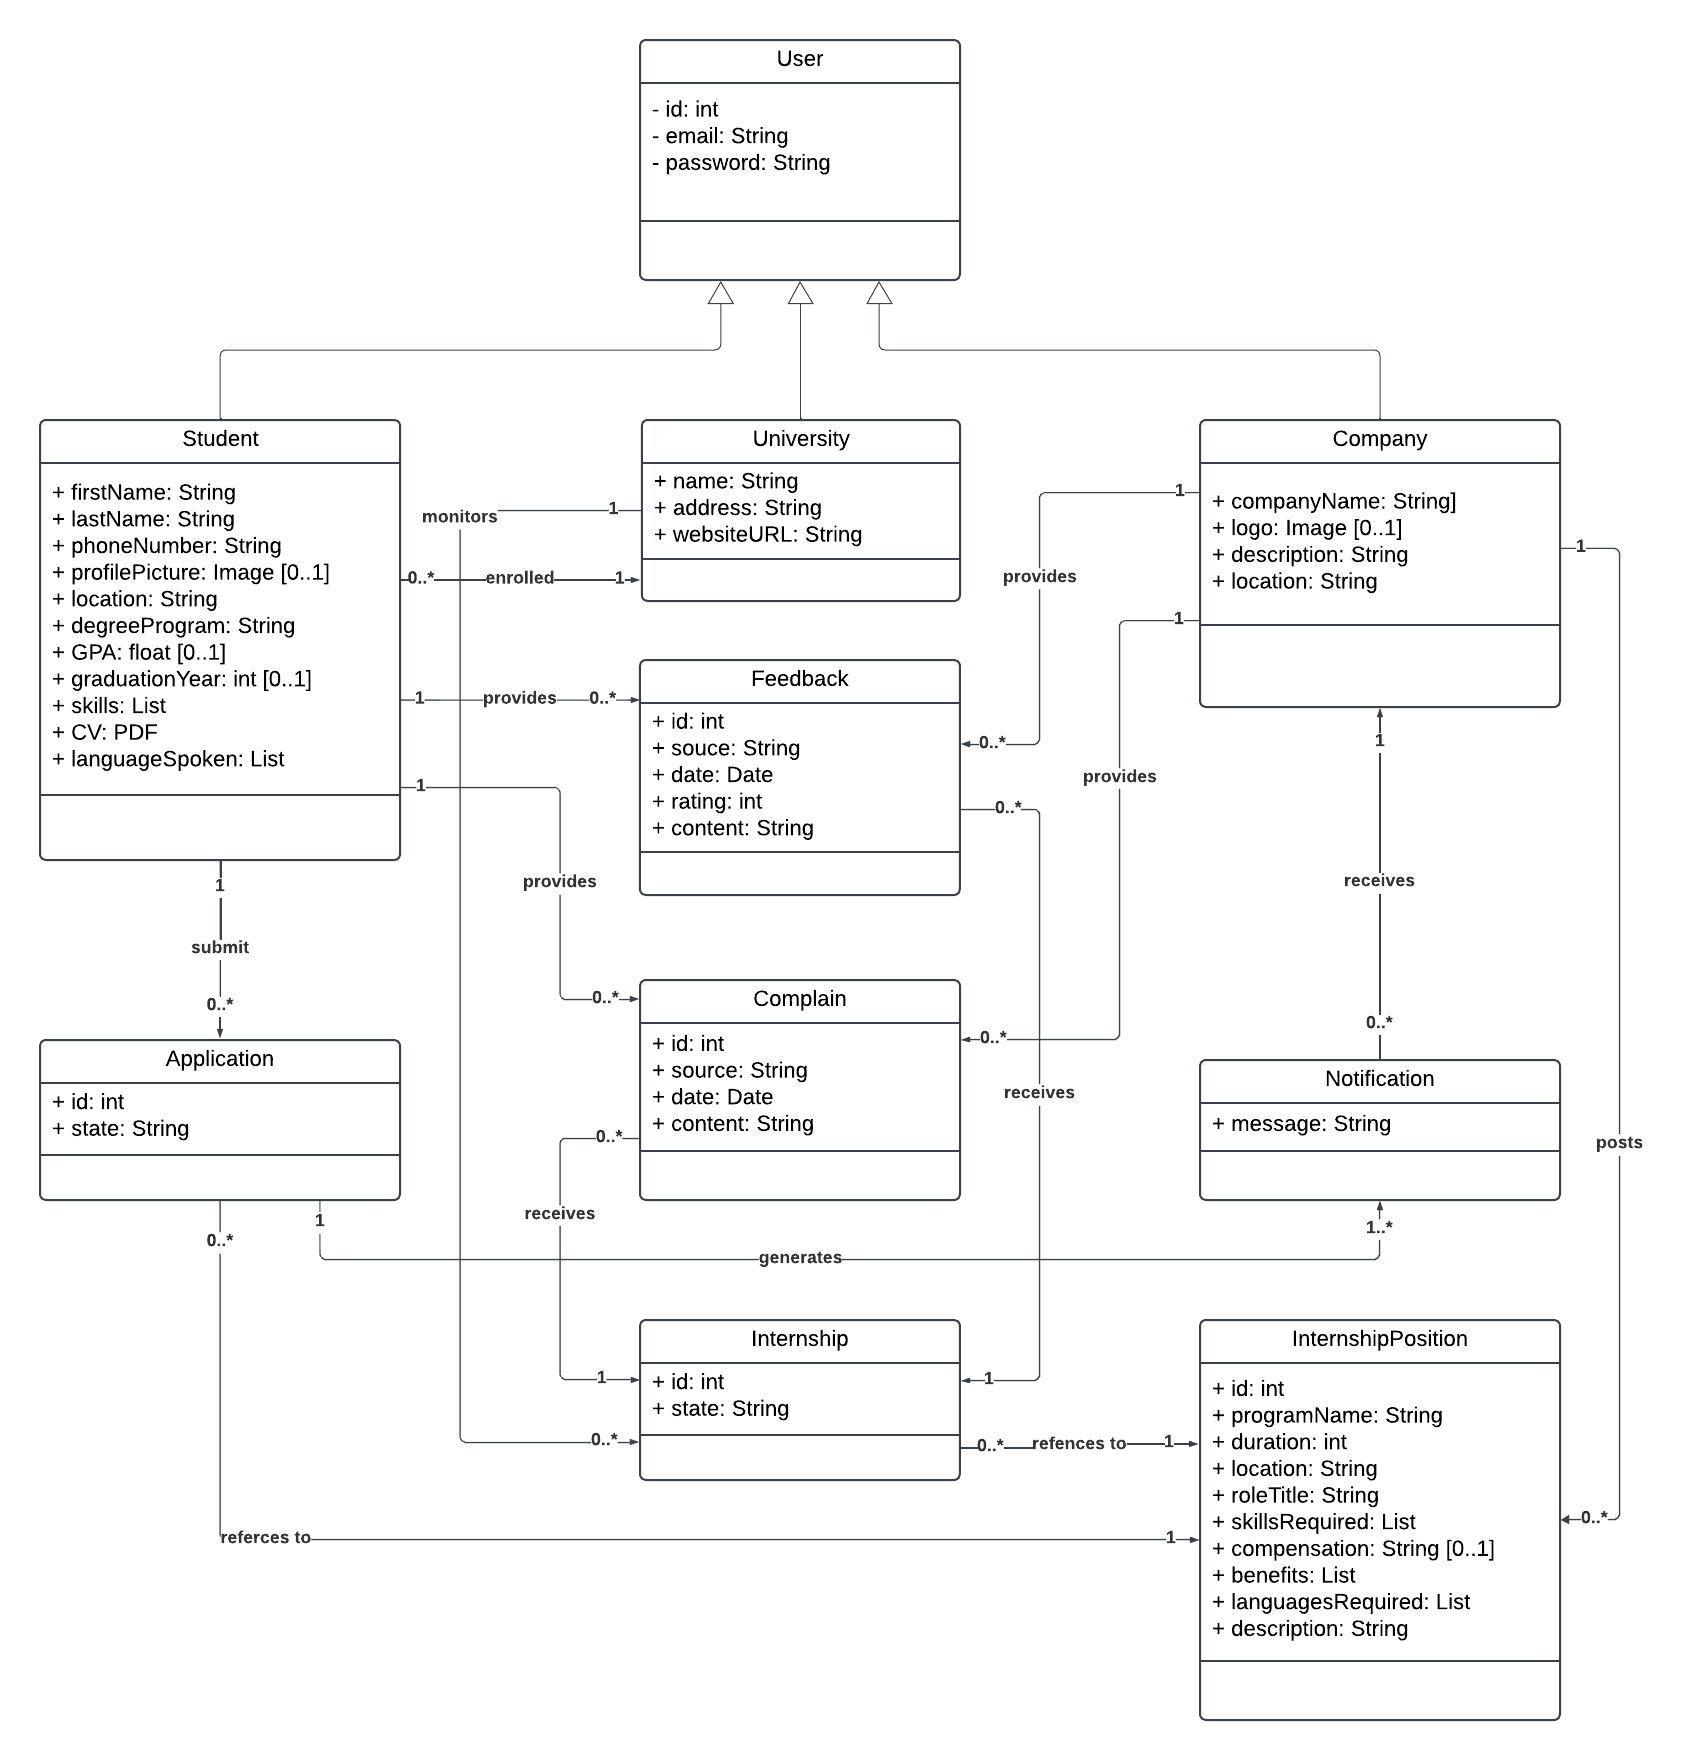 User
- id: int
- email: String
- password: String
Student
+ firstName: String
+ lastName: String
+ phoneNumber: String
+ profilePicture: Image [0..1]
+ location: String
+ degreeProgram: String
+ GPA: float [0..1]
+ graduationYear: int [0..1]
+ skills: List
+ CV: PDF
+ languageSpoken: List
University
+ name: String
+ address: String
+ websiteURL: String
Company
+ companyName: String]
+ logo: Image [0..1]
+ description: String
+ location: String
monitors
1
0..*
enrolled
1
1
provides
0..*
1
provides
0..*
1
provides
0..*
1
provides
0..*
Feedback
+ id: int
+ souce: String
+ date: Date
+ rating: int
+ content: String
0..*
receives
1
1
receives
0..*
1
posts
0..*
1
submit
0..*
Complain
+ id: int
+ source: String
+ date: Date
+ content: String
0..*
receives
1
Application
+ id: int
+ state: String
Notification
+ message: String
0..*
1
generates
1..*
Internship
+ id: int
+ state: String
0..*
0..*
refences to
1
referces to
1
InternshipPosition
+ id: int
+ programName: String
+ duration: int
+ location: String
+ roleTitle: String
+ skillsRequired: List
+ compensation: String [0..1]
+ benefits: List
+ languagesRequired: List
+ description: String